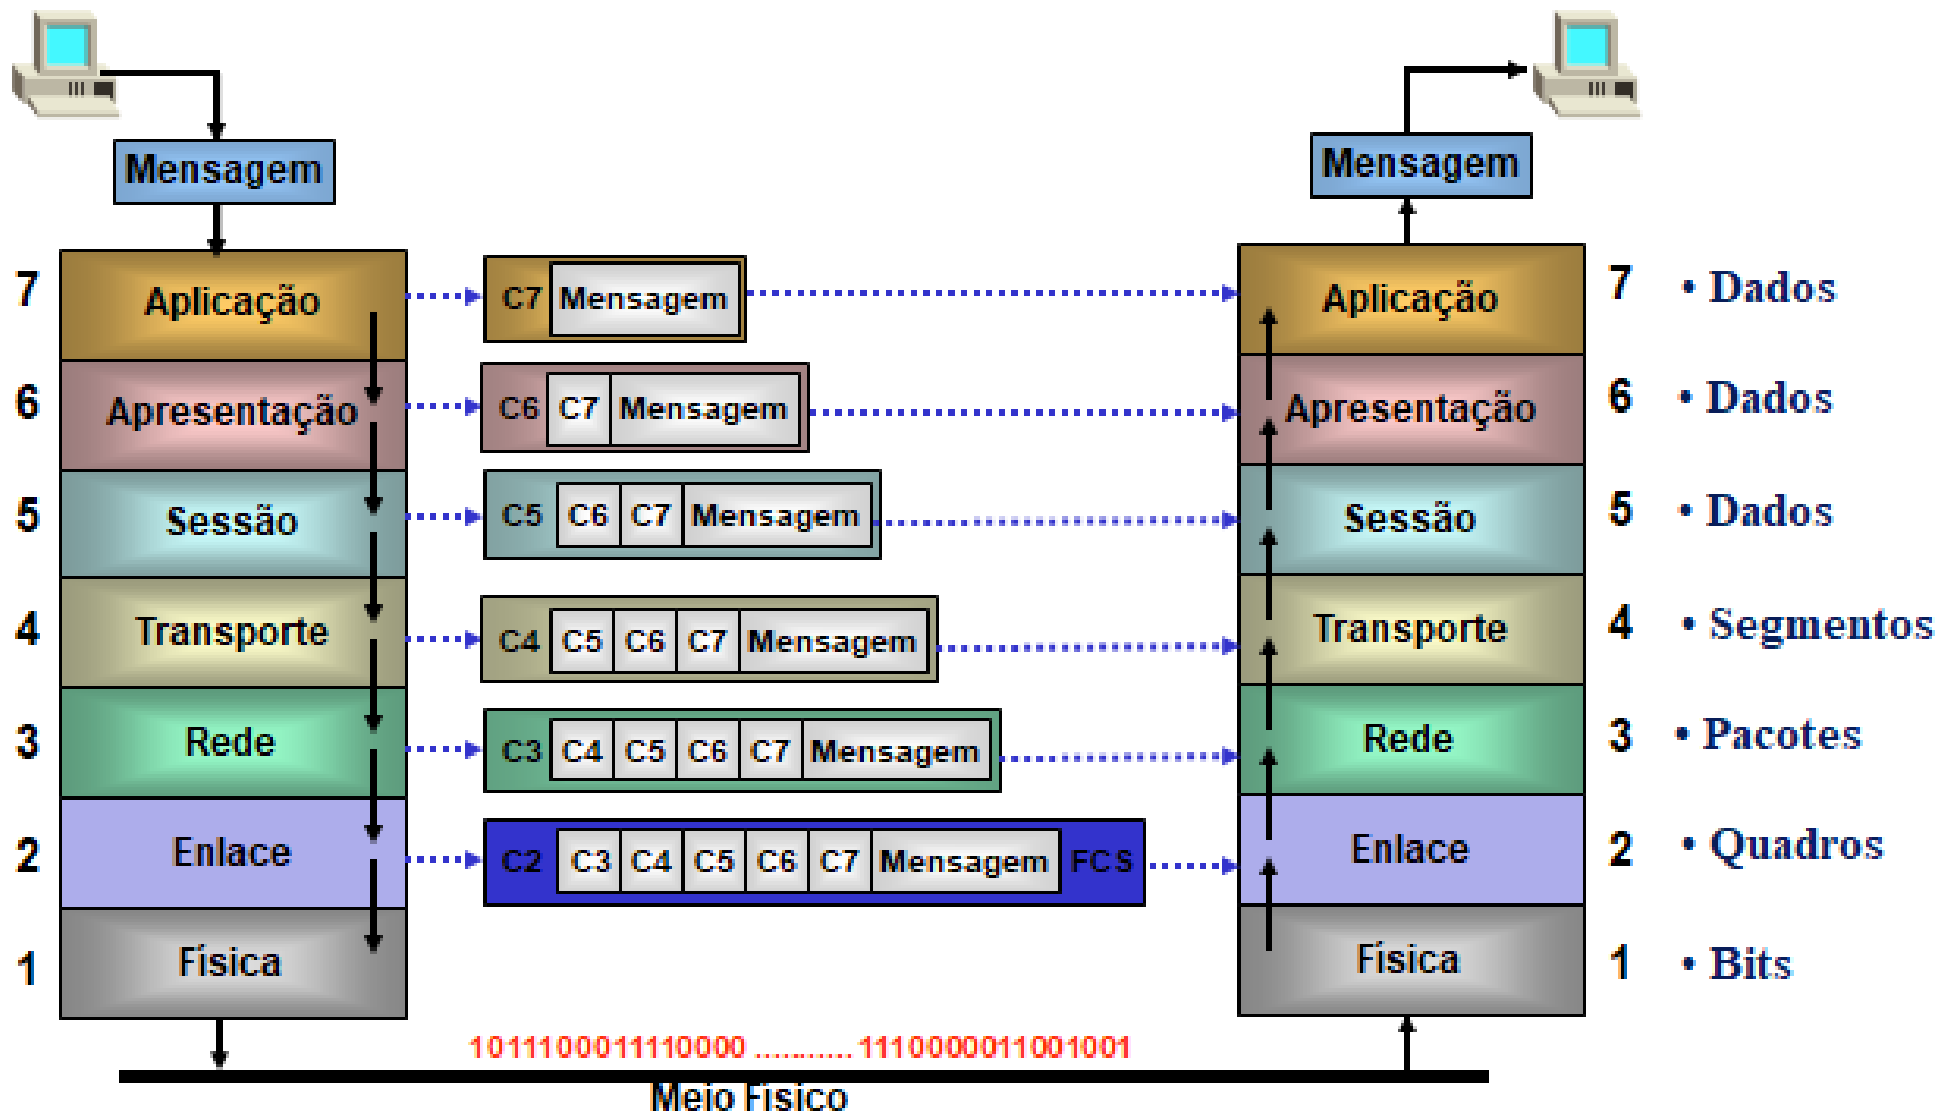 Mensagem
Mensagem
7 Aplicação C7 Mensagem Aplicação 7 • Dados
6 Apresentação C6 C7 Mensagem Apresentação 6 • Dados
5 Sessão C5 C6 C7 Mensagem Sessão 5 • Dados
4 Transporte C4 C5 C6 C7 Mensagem Transporte 4 • Segmentos
3 Rede C3 C4 C5 C6 C7 Mensagem Rede 3 • Pacotes
2 Enlace C2 C3 C4 C5 C6 C7 Mensagem FCS Enlace 2 • Quadros
1 Física Física 1 • Bits
10111100011110000 ........... 1110000011001001
Meio Físico